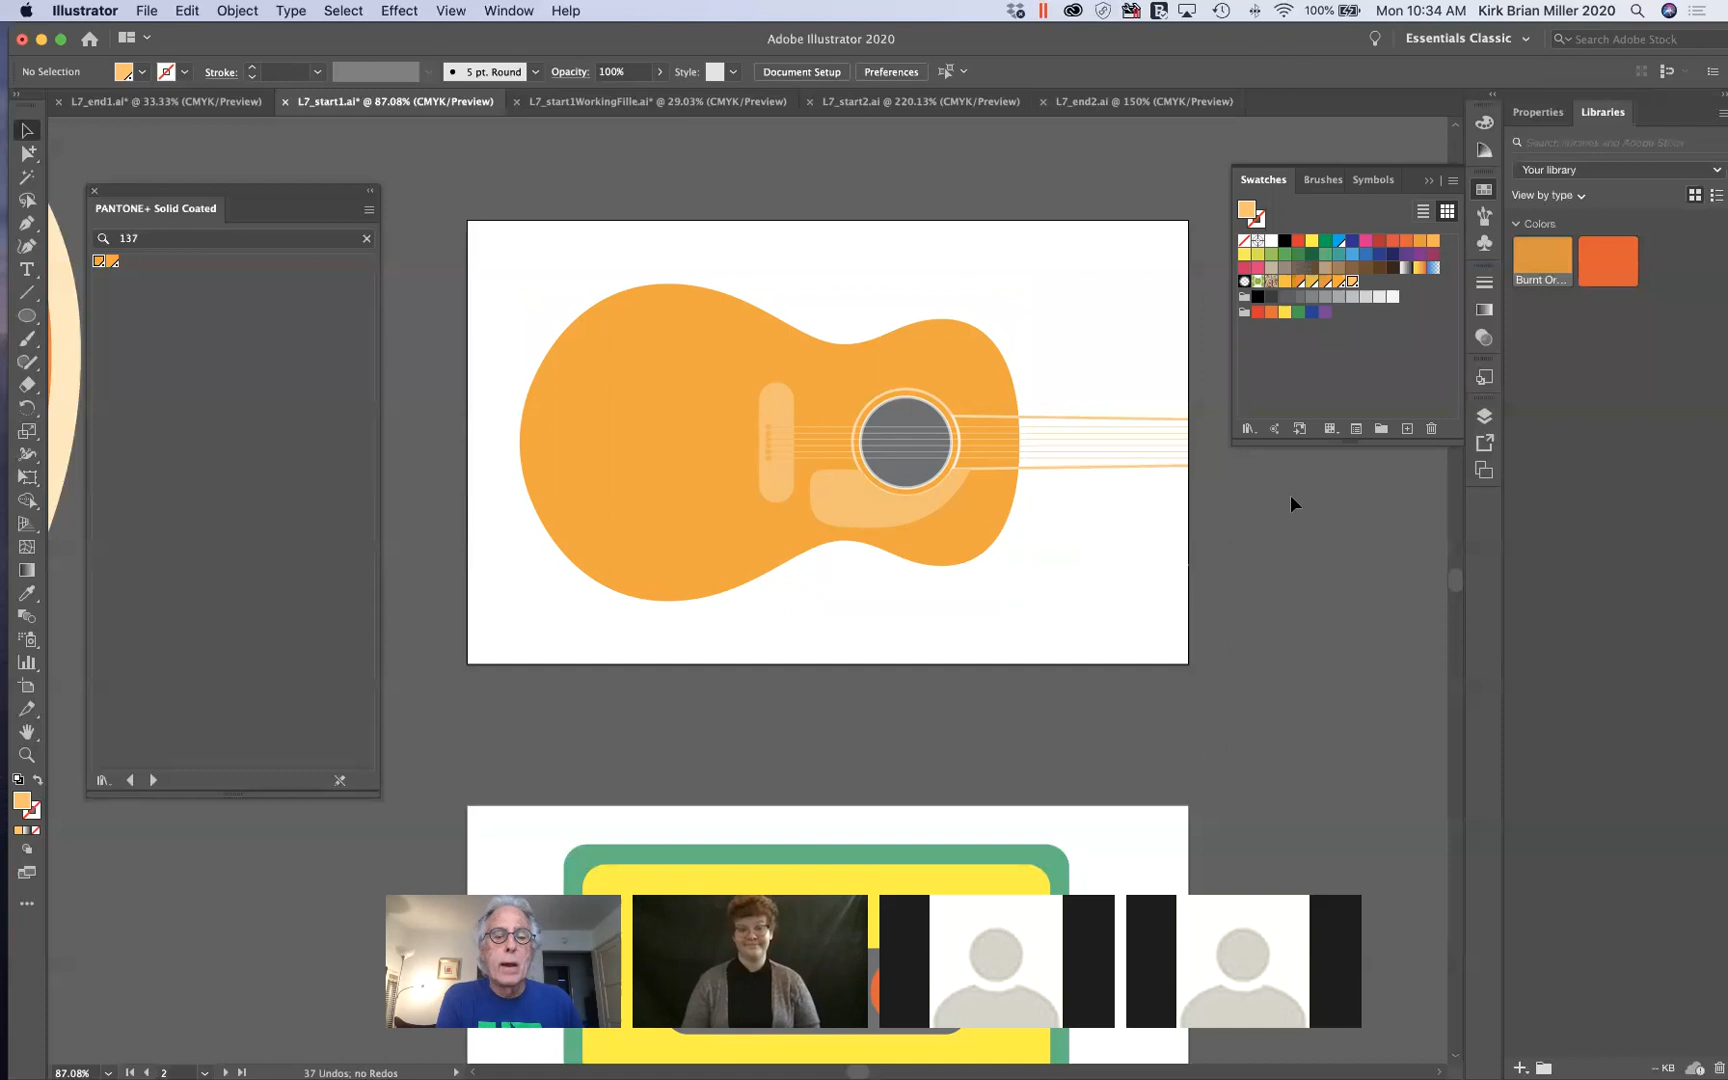 Illustrator File Edit Object Type Select Effect View Window Help
100% Mon 10:34 AM Kirk Brian Miller 2020
Adobe Illustrator 2020
Essentials Classic
Search Adobe Stock
No Selection
Stroke:
5 pt. Round
Opacity: 100%
Style:
Document Setup
Preferences
L7_end1.ai* @ 33.33% (CMYK/Preview)
L7_start1.ai* @ 87.08% (CMYK/Preview)
L7_start1WorkingFille.ai* @ 29.03% (CMYK/Preview)
L7_start2.ai @ 220.13% (CMYK/Preview)
L7_end2.ai @ 150% (CMYK/Preview)
Properties
Libraries
Your library
View by type
Colors
Burnt Or...
PANTONE+ Solid Coated
137
Swatches Brushes Symbols
87.08%
2
37 Undos; no Redos
-- KB